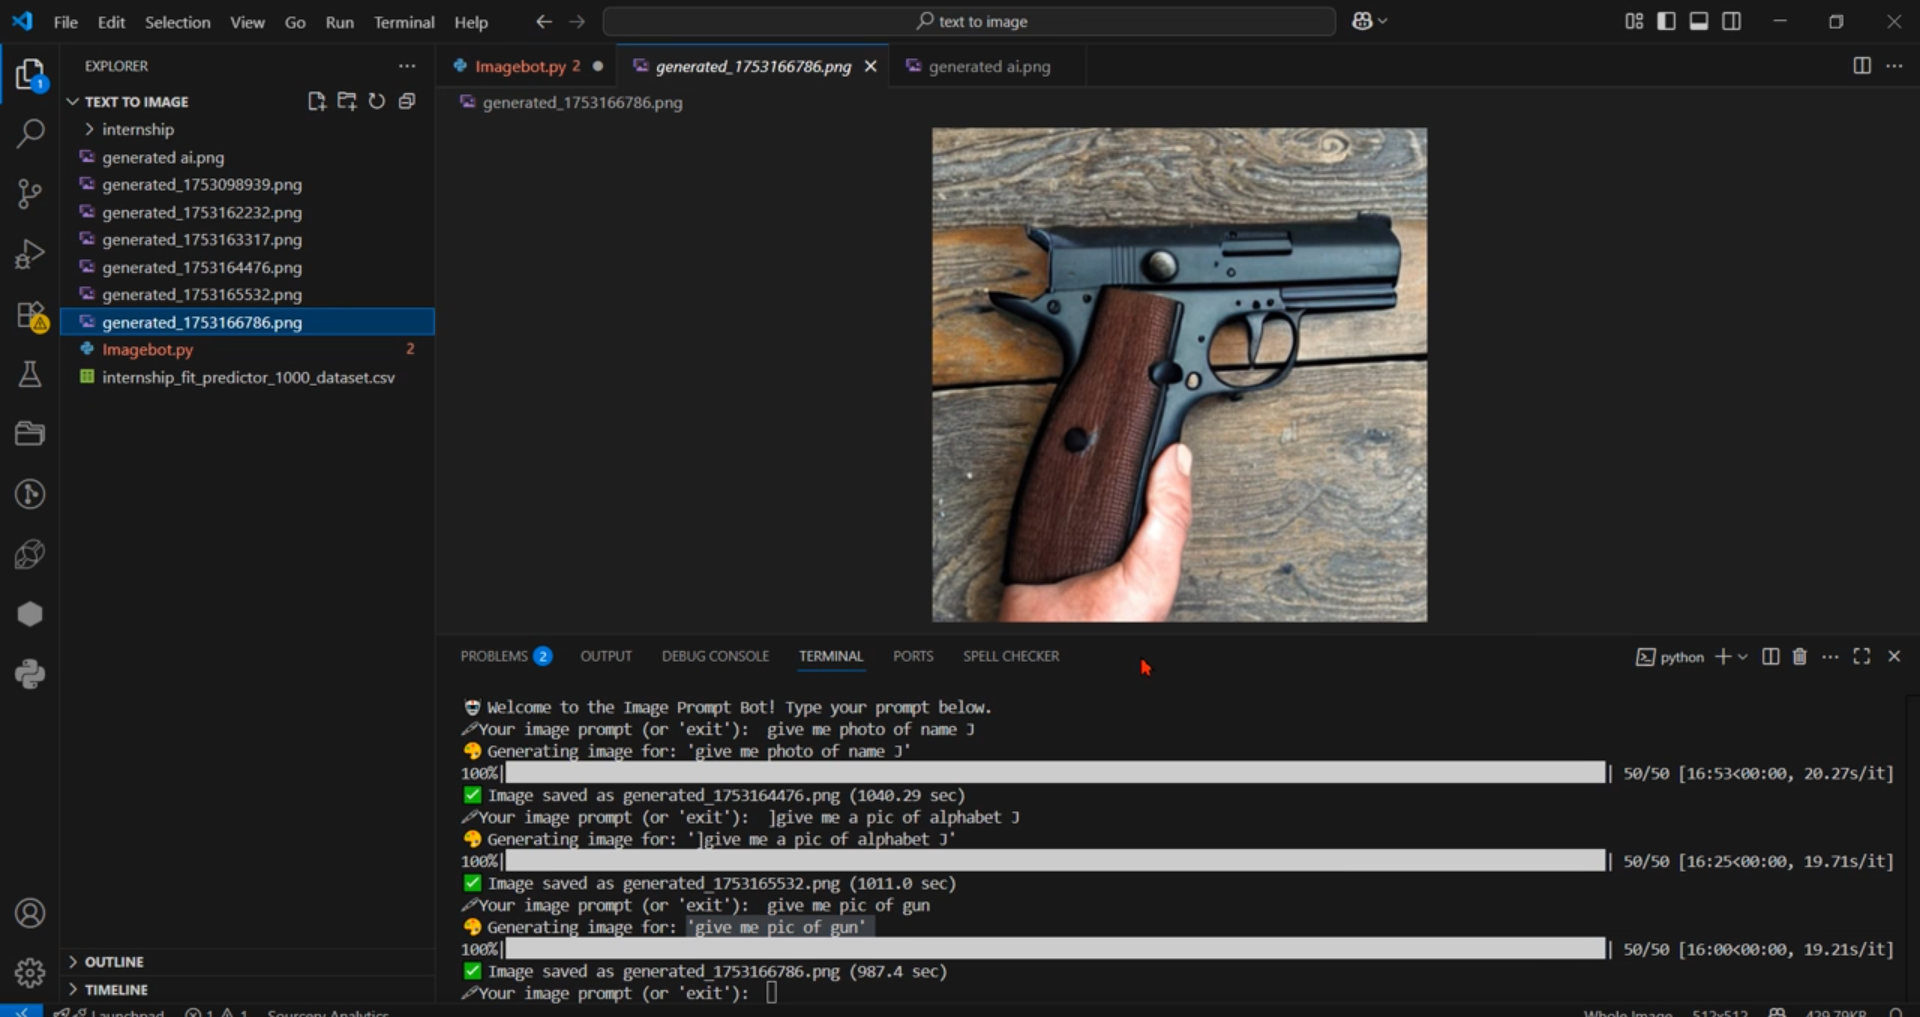 File Edit Selection View Go Run Terminal Help
text to image
EXPLORER
Imagebot.py 2
generated_1753166786.png
generated ai.png
TEXT TO IMAGE
generated_1753166786.png
internship
generated ai.png
generated_1753098939.png
generated_1753162232.png
generated_1753163317.png
generated_1753164476.png
generated_1753165532.png
generated_1753166786.png
Imagebot.py 2
internship_fit_predictor_1000_dataset.csv
1
PROBLEMS 2 OUTPUT DEBUG CONSOLE TERMINAL PORTS SPELL CHECKER
python
Welcome to the Image Prompt Bot! Type your prompt below.
Your image prompt (or 'exit'): give me photo of name J
Generating image for: 'give me photo of name J'
100%| | 50/50 [16:53<00:00, 20.27s/it]
Image saved as generated_1753164476.png (1040.29 sec)
Your image prompt (or 'exit'): ]give me a pic of alphabet J
Generating image for: ']give me a pic of alphabet J'
100%| | 50/50 [16:25<00:00, 19.71s/it]
Image saved as generated_1753165532.png (1011.0 sec)
Your image prompt (or 'exit'): give me pic of gun
Generating image for: 'give me pic of gun'
100%| | 50/50 [16:00<00:00, 19.21s/it]
Image saved as generated_1753166786.png (987.4 sec)
Your image prompt (or 'exit'):
OUTLINE
TIMELINE
Launchpad 1 1 Sourcery Analytics Whole Image 512x512 429.79KB